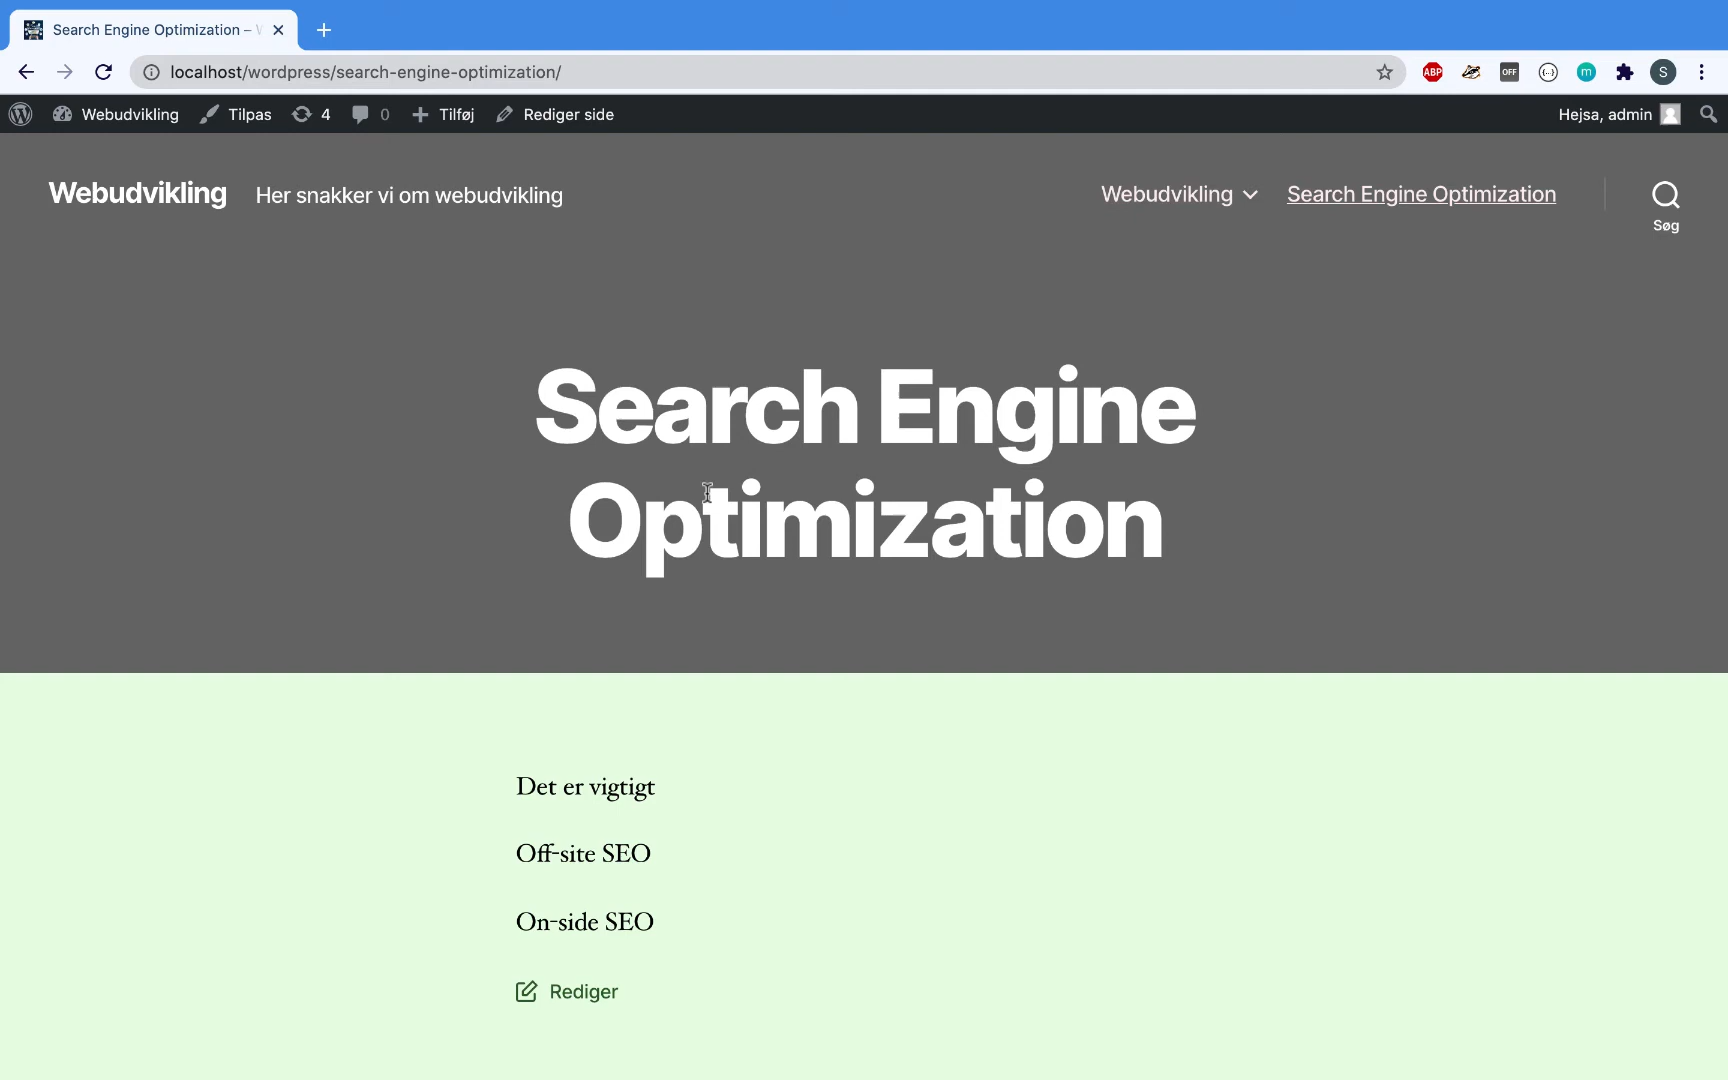 Search Engine Optimization –
localhost/wordpress/search-engine-optimization/
ABP
OFF
m
S
Webudvikling
Tilpas
4
0
Tilføj
Rediger side
Hejsa, admin
Webudvikling
Her snakker vi om webudvikling
Webudvikling
Search Engine Optimization
Søg
Search Engine
Optimization
Det er vigtigt
Off-site SEO
On-side SEO
Rediger